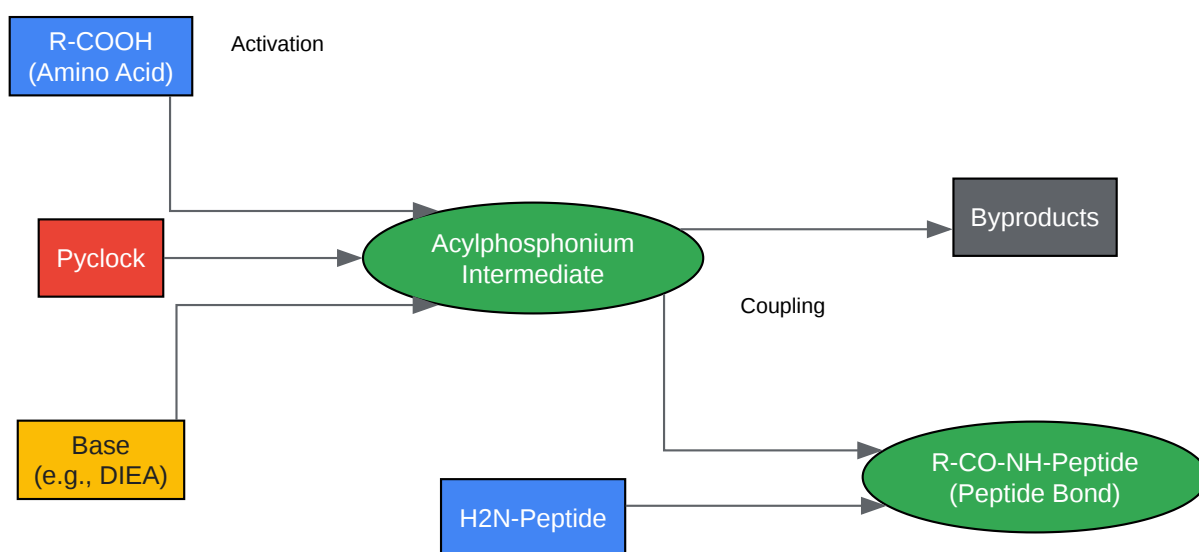 R-COOH
(Amino Acid)
Activation
Pyclock
Acylphosphonium
Intermediate
Byproducts
Coupling
Base
(e.g., DIEA)
H2N-Peptide
R-CO-NH-Peptide
(Peptide Bond)